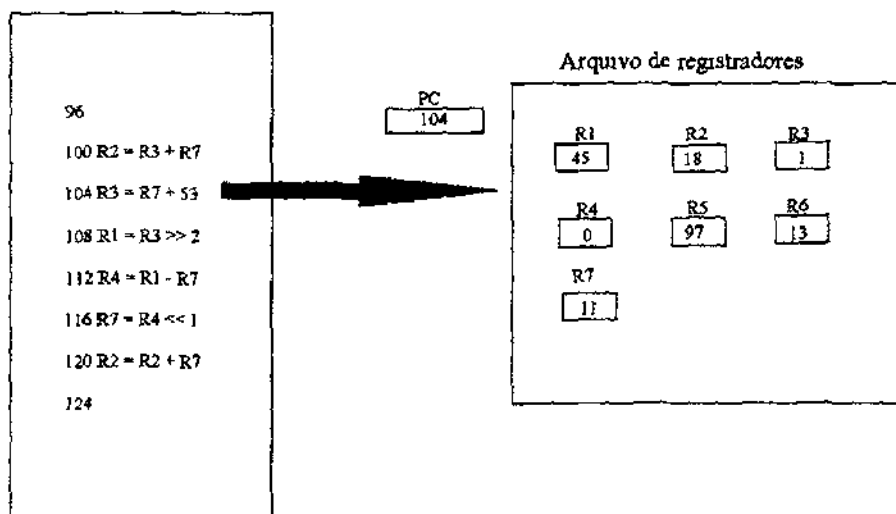 96
100 R2 = R3 + R7
104 R3 = R7 + 53
108 R1 = R3 >> 2
112 R4 = R1 - R7
116 R7 = R4 << 1
120 R2 = R2 + R7
124
PC
104
Arquivo de registradores
R1 R2 R3
45 18 1
R4 R5 R6
0 97 13
R7
11